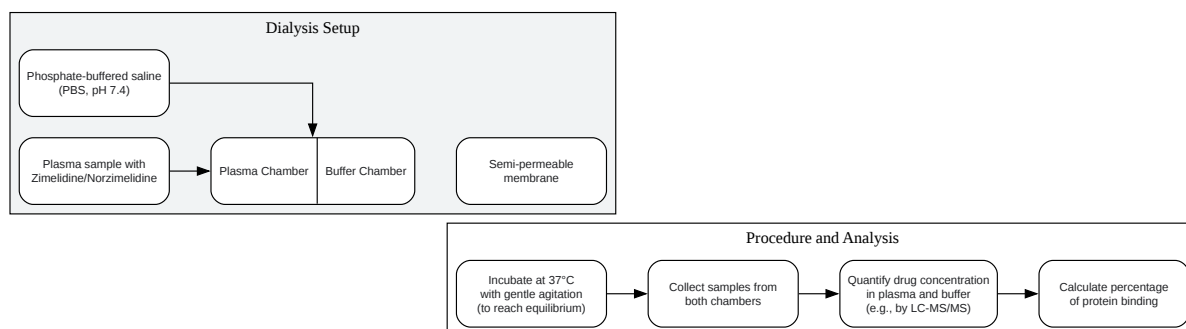 Dialysis Setup
Phosphate-buffered saline
(PBS, pH 7.4)
Plasma sample with
Zimelidine/Norzimelidine
Plasma Chamber
Buffer Chamber
Semi-permeable
membrane
Procedure and Analysis
Incubate at 37°C
with gentle agitation
(to reach equilibrium)
Collect samples from
both chambers
Quantify drug concentration
in plasma and buffer
(e.g., by LC-MS/MS)
Calculate percentage
of protein binding